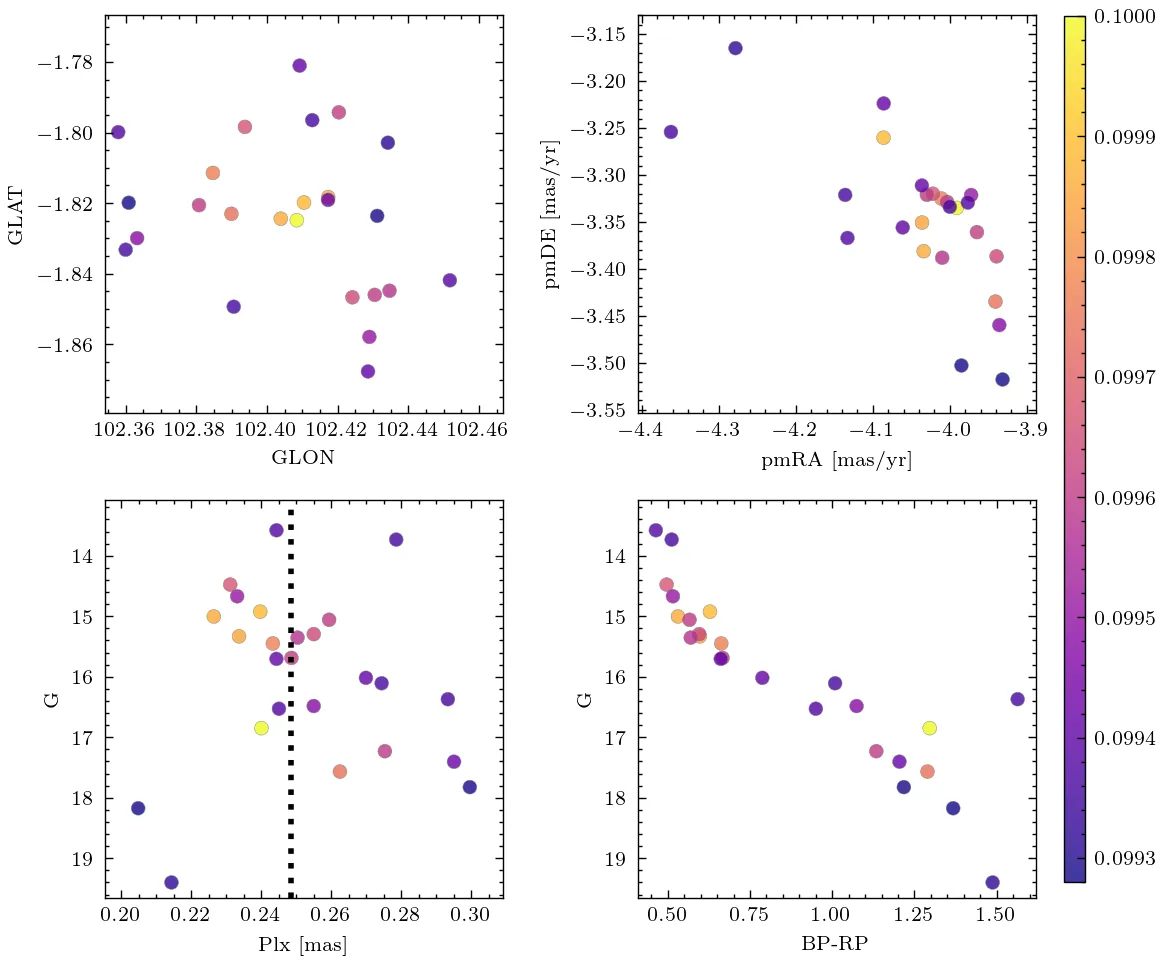 −1.78
−1.80
−1.82
−1.84
−1.86
GLAT
102.36 102.38 102.40 102.42 102.44 102.46
GLON
−3.15
−3.20
−3.25
−3.30
−3.35
−3.40
−3.45
−3.50
−3.55
pmDE [mas/yr]
−4.4 −4.3 −4.2 −4.1 −4.0 −3.9
pmRA [mas/yr]
14
15
16
17
18
19
G
0.20 0.22 0.24 0.26 0.28 0.30
Plx [mas]
14
15
16
17
18
19
G
0.50 0.75 1.00 1.25 1.50
BP-RP
0.1000
0.0999
0.0998
0.0997
0.0996
0.0995
0.0994
0.0993